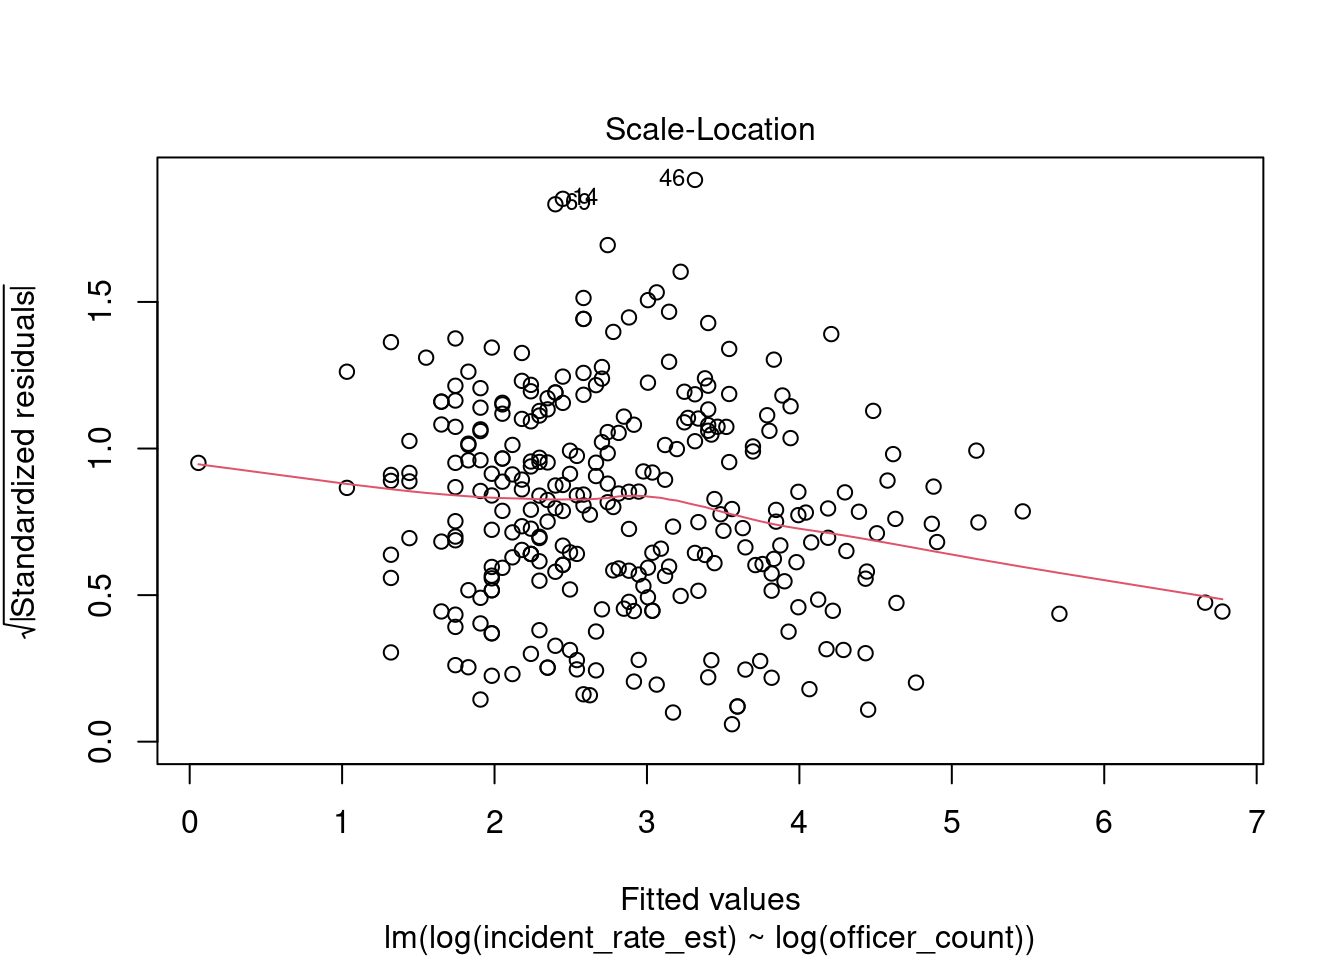 Scale-Location
46
14
69
√|Standardized residuals|
1.5
1.0
0.5
0.0
0 1 2 3 4 5 6 7
Fitted values
lm(log(incident_rate_est) ~ log(officer_count))